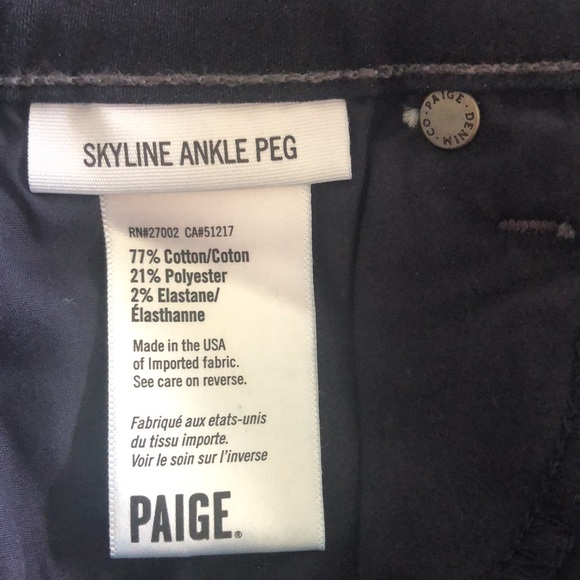 SKYLINE ANKLE PEG
PAIGE · DENIM · CO ·
RN#27002 CA#51217
77% Cotton/Coton
21% Polyester
2% Elastane/
Élasthanne
Made in the USA
of Imported fabric.
See care on reverse.
Fabriqué aux etats-unis
du tissu importe.
Voir le soin sur l'inverse
PAIGE®